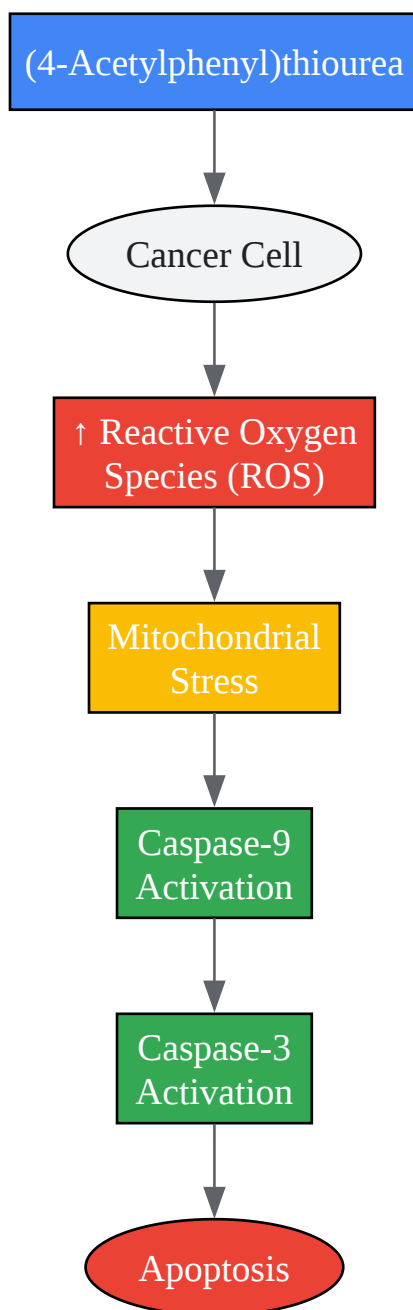 (4-Acetylphenyl)thiourea
Cancer Cell
↑ Reactive Oxygen
Species (ROS)
Mitochondrial
Stress
Caspase-9
Activation
Caspase-3
Activation
Apoptosis